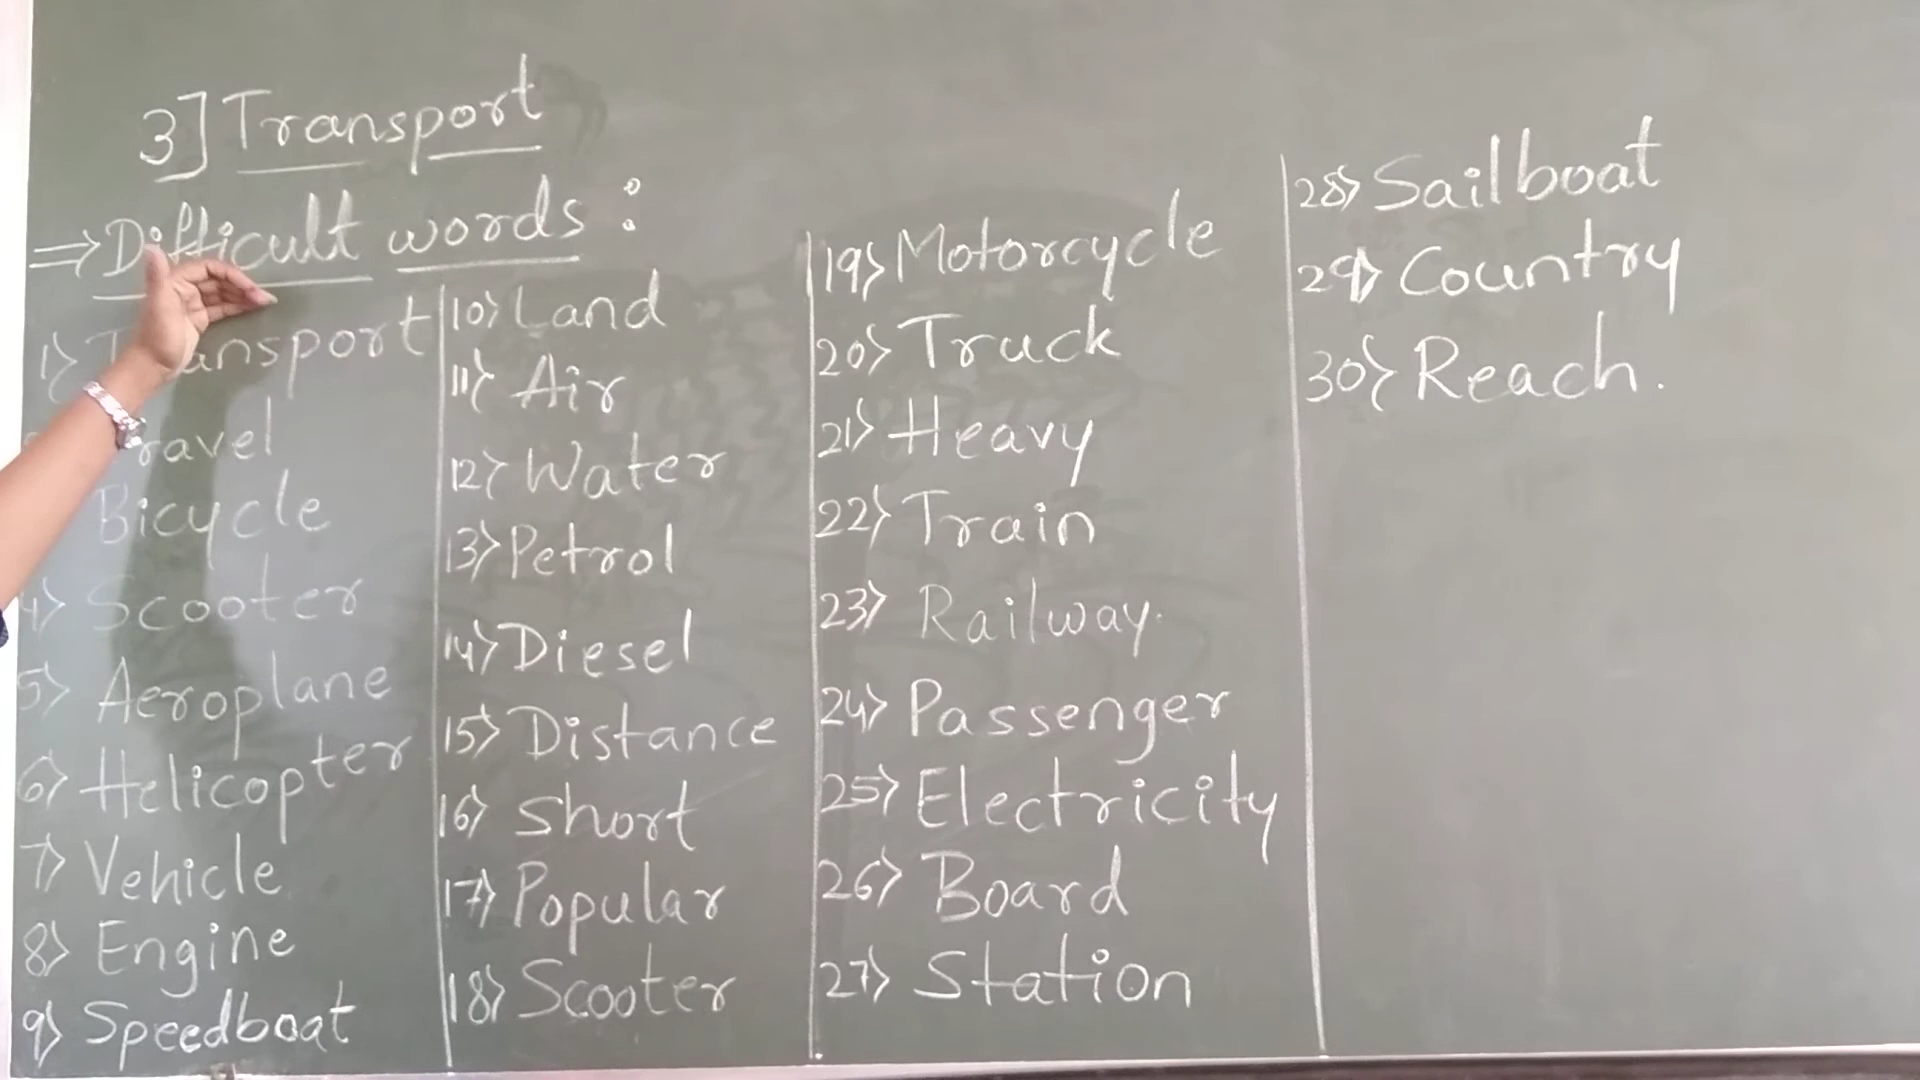 3] Transport
⇒ Difficult words :
1) Transport
Travel
Bicycle
4) Scooter
5) Aeroplane
6) Helicopter
7) Vehicle
8) Engine
9) Speedboat
10) Land
11) Air
12) Water
13) Petrol
14) Diesel
15) Distance
16) Short
17) Popular
18) Scooter
19) Motorcycle
20) Truck
21) Heavy
22) Train
23) Railway.
24) Passenger
25) Electricity
26) Board
27) Station
28) Sailboat
29) Country
30) Reach.